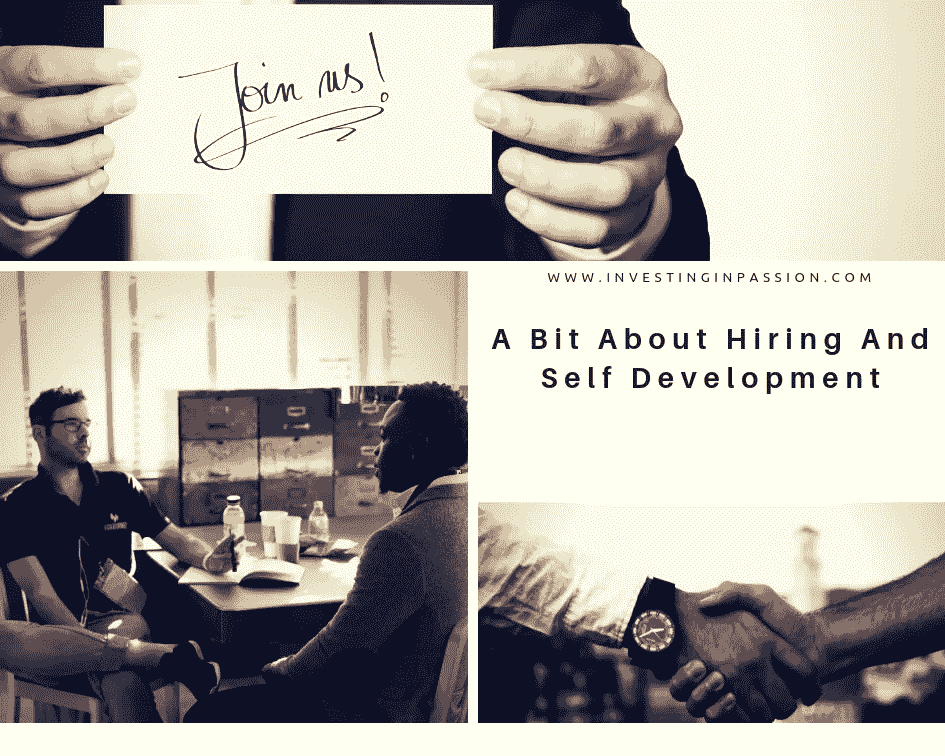 Join us!
WWW.INVESTINGINPASSION.COM
A Bit About Hiring And
Self Development